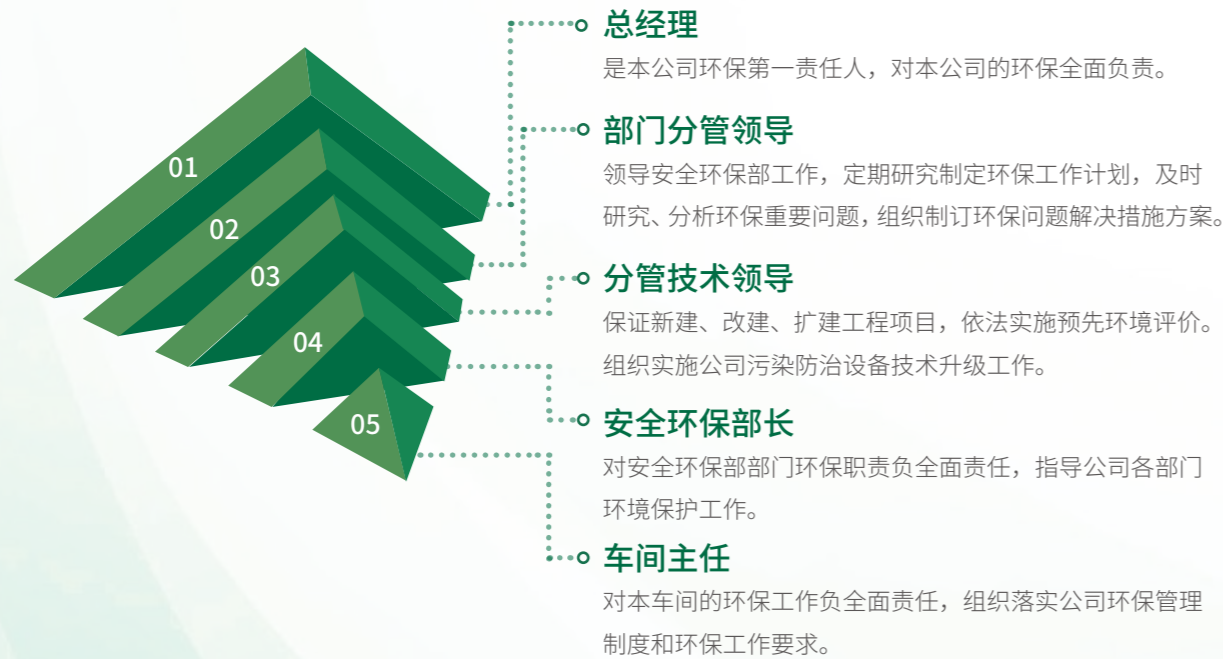 01
02
03
04
05
总经理
是本公司环保第一责任人，对本公司的环保全面负责。
部门分管领导
领导安全环保部工作，定期研究制定环保工作计划，及时
研究、分析环保重要问题，组织制订环保问题解决措施方案。
分管技术领导
保证新建、改建、扩建工程项目，依法实施预先环境评价。
组织实施公司污染防治设备技术升级工作。
安全环保部长
对安全环保部部门环保职责负全面责任，指导公司各部门
环境保护工作。
车间主任
对本车间的环保工作负全面责任，组织落实公司环保管理
制度和环保工作要求。